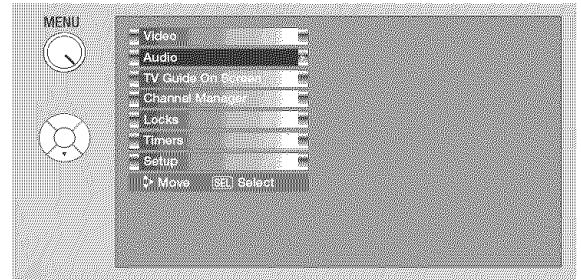 MENU
Video
Audio
TV Guide On Screen
Channel Manager
Locks
Timers
Setup
Move SEL Select